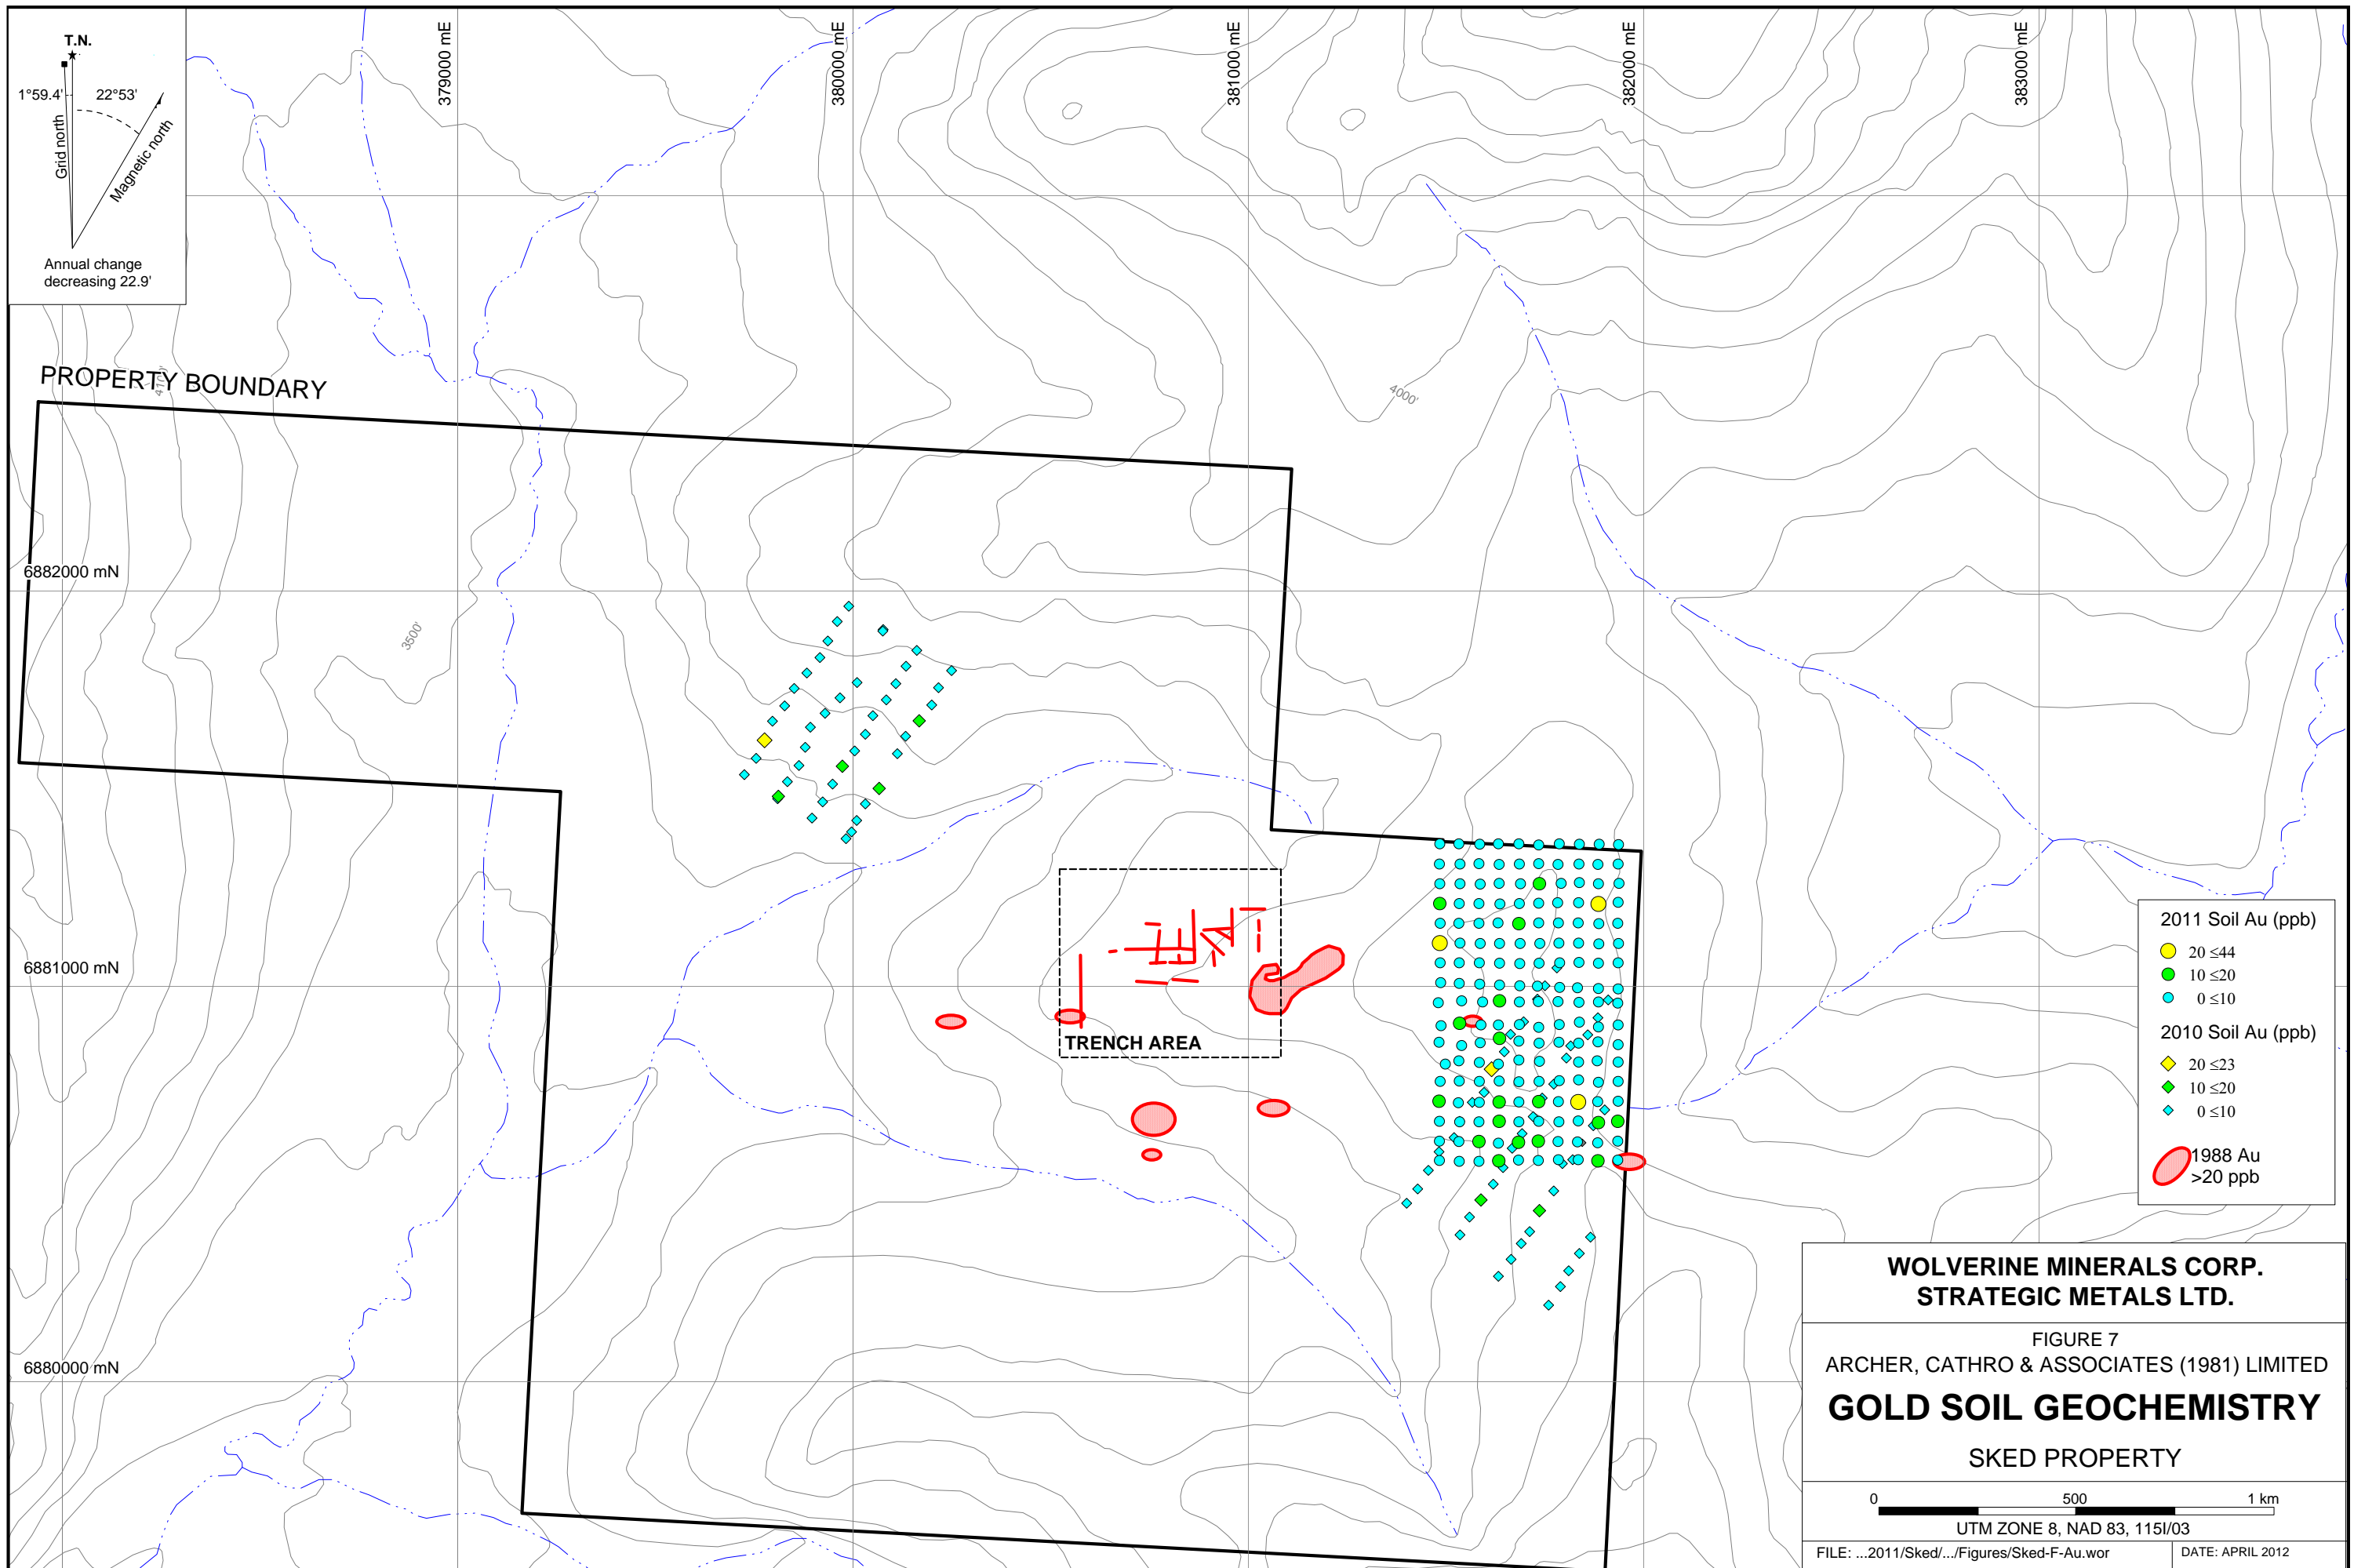 T.N.
1°59.4'
22°53'
Grid north
Magnetic north
Annual change
decreasing 22.9'
379000 mE
380000 mE
381000 mE
382000 mE
383000 mE
PROPERTY BOUNDARY
4100'
4000'
6882000 mN
3500'
6881000 mN
TRENCH AREA
6880000 mN
2011 Soil Au (ppb)
20 ≤44
10 ≤20
0 ≤10
2010 Soil Au (ppb)
20 ≤23
10 ≤20
0 ≤10
1988 Au
>20 ppb
WOLVERINE MINERALS CORP.
STRATEGIC METALS LTD.
FIGURE 7
ARCHER, CATHRO & ASSOCIATES (1981) LIMITED
GOLD SOIL GEOCHEMISTRY
SKED PROPERTY
0 500 1 km
UTM ZONE 8, NAD 83, 115I/03
FILE: ...2011/Sked/.../Figures/Sked-F-Au.wor
DATE: APRIL 2012